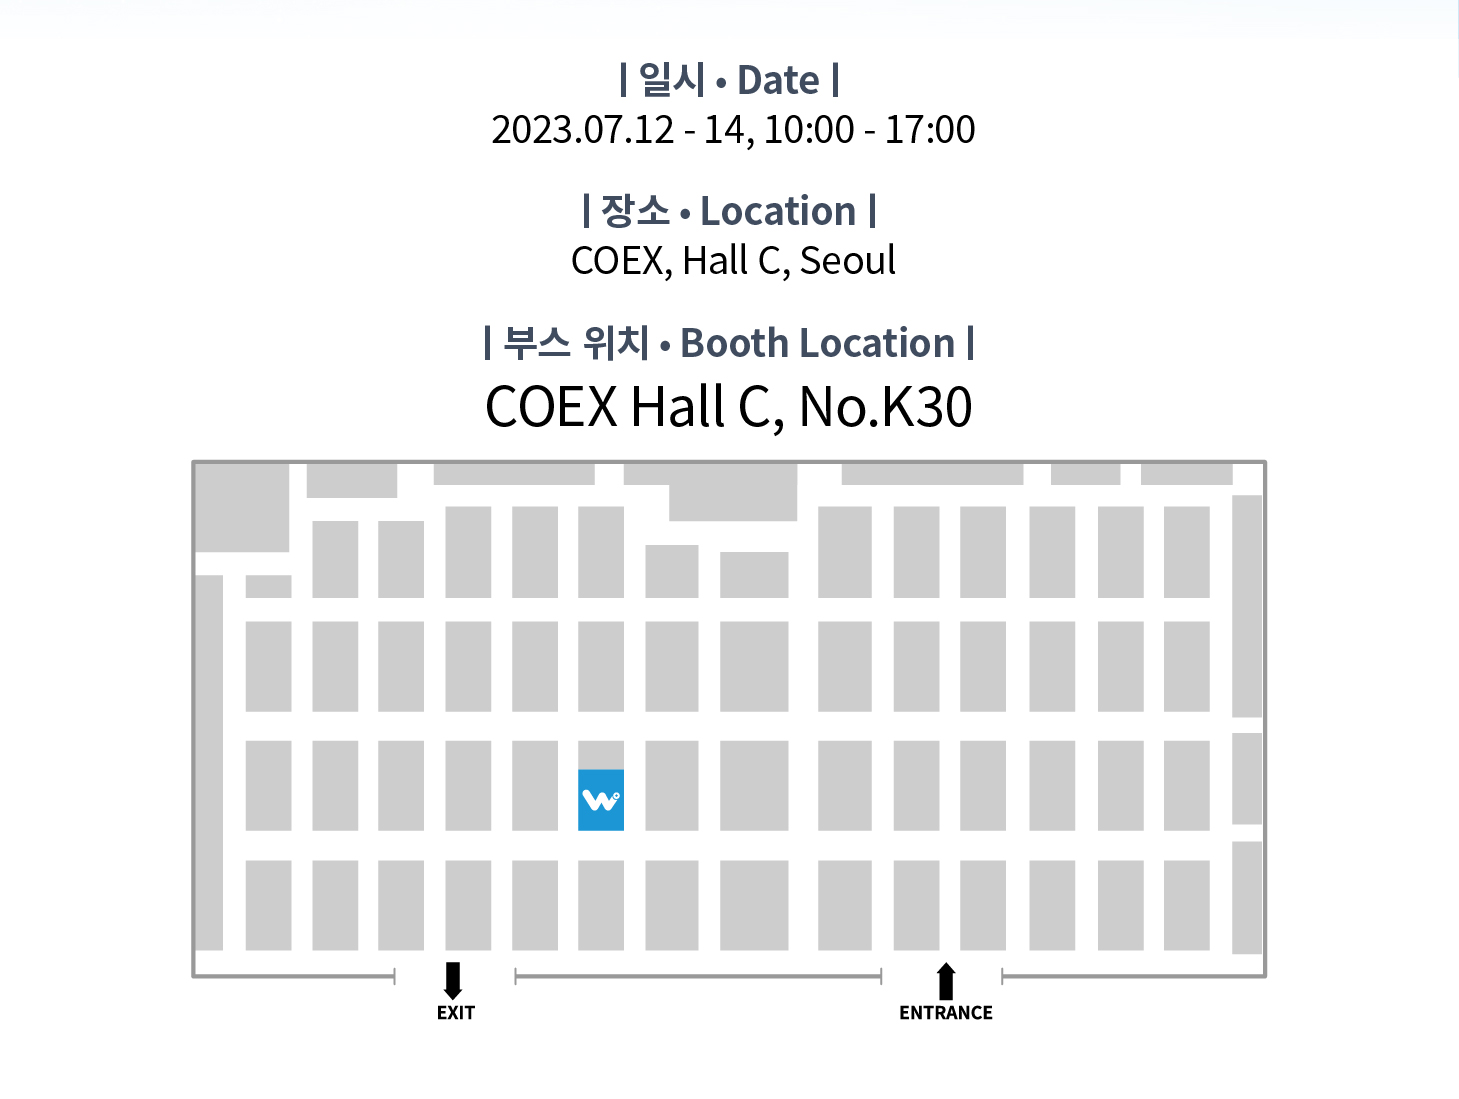 | 일시 • Date |
2023.07.12 - 14, 10:00 - 17:00
| 장소 • Location |
COEX, Hall C, Seoul
| 부스 위치 • Booth Location |
COEX Hall C, No.K30
EXIT
ENTRANCE